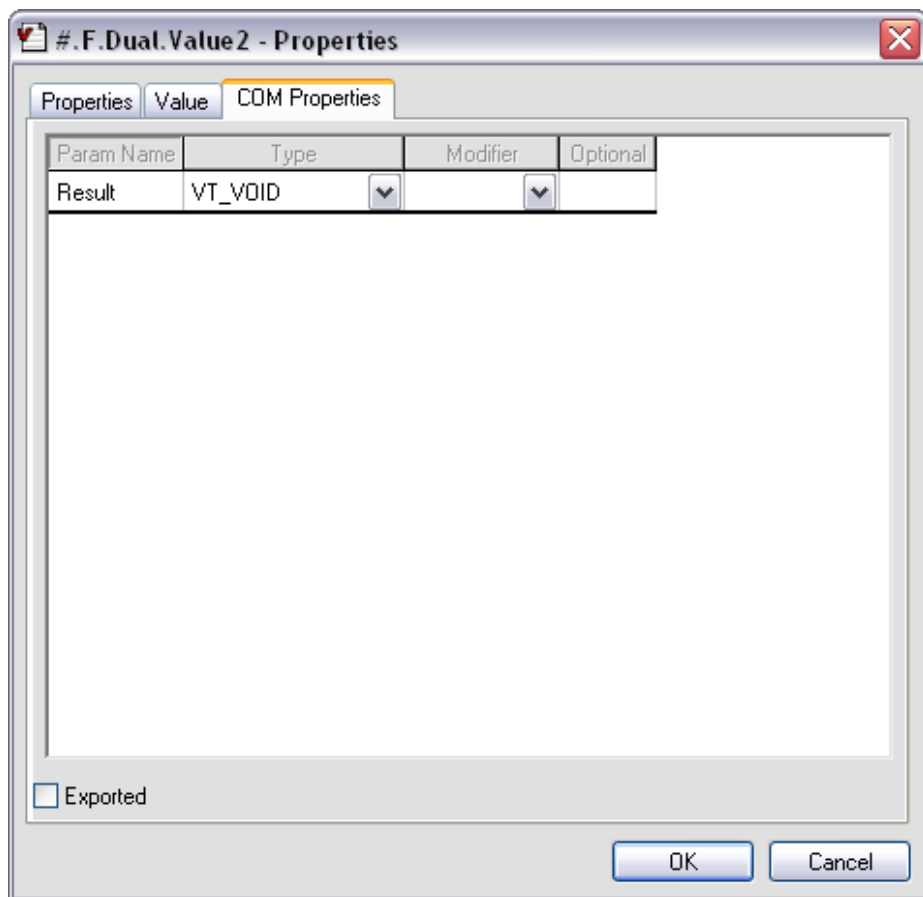 #.F.Dual.Value2 - Properties
Properties Value COM Properties
Param Name Type Modifier Optional
Result VT_VOID
Exported
OK Cancel